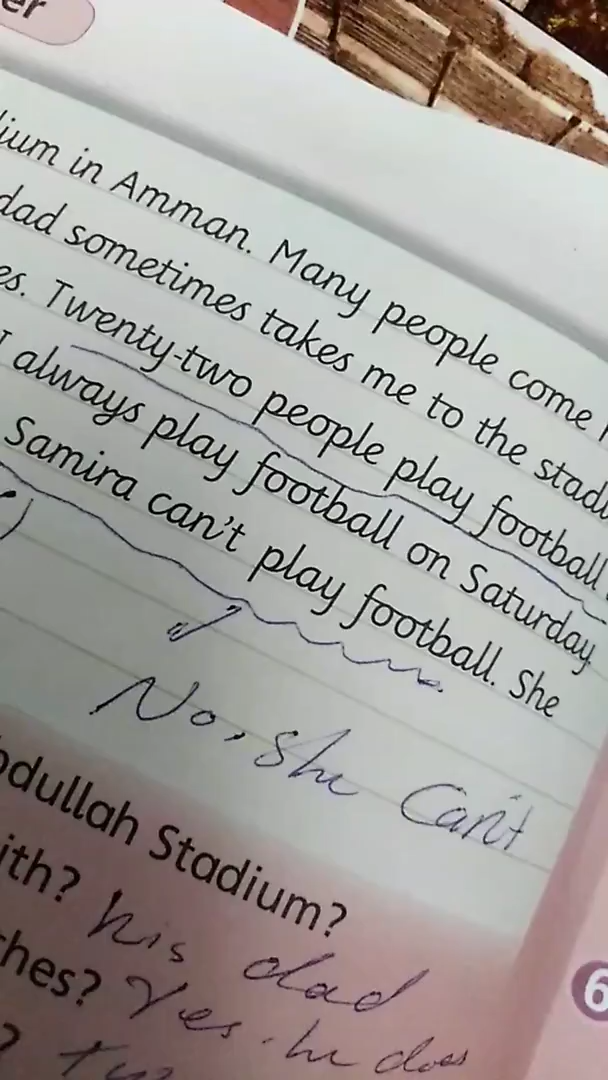 er
ium in Amman. Many people come
dad sometimes takes me to the stadi
es. Twenty-two people play football
I always play football on Saturday
Samira can't play football. She
No, she can't
bdullah Stadium?
ith? his dad
ches? Yes. he does
?
6